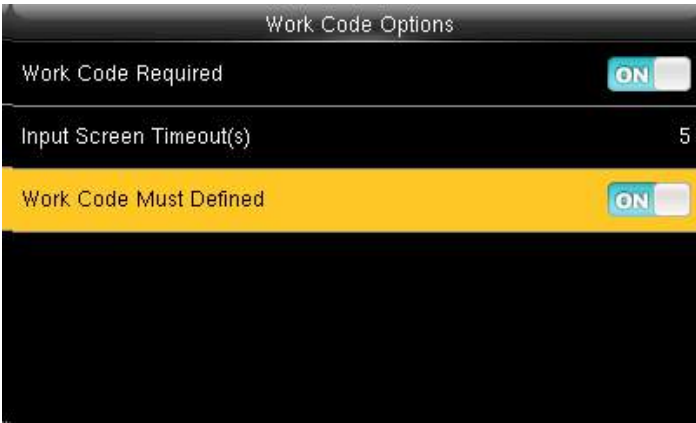 Work Code Options
Work Code Required ON
Input Screen Timeout(s) 5
Work Code Must Defined ON